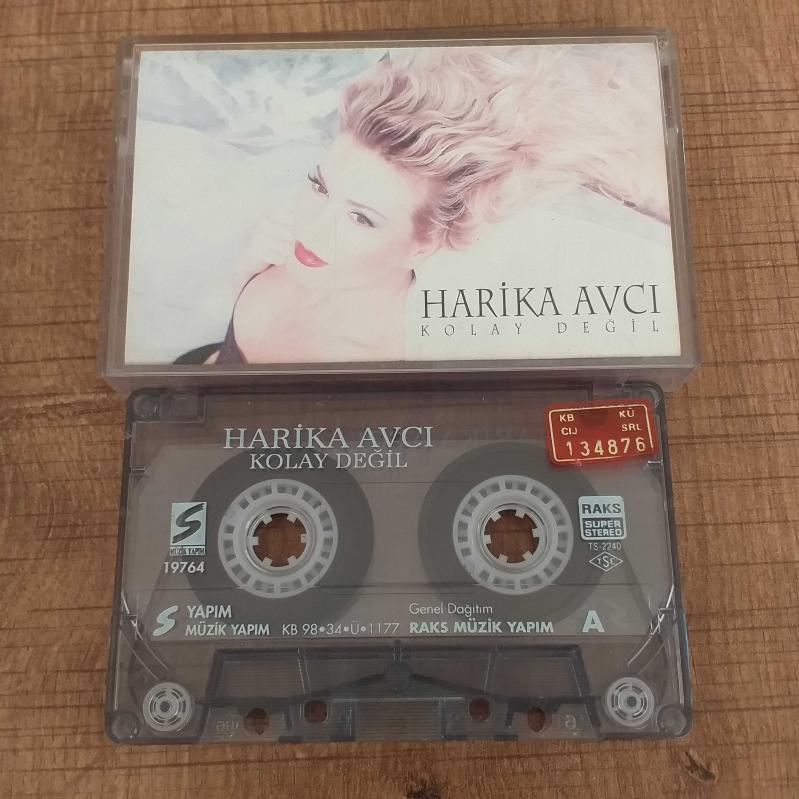 HARİKA AVCI
KOLAY DEĞİL
HARİKA AVCI
KOLAY DEĞİL
KB KÜ
CIJ SRL
134876
S
MÜZİK YAPIM
19764
RAKS
SUPER
STEREO
TS-2240
TSE
S YAPIM
MÜZİK YAPIM KB 98•34•Ü•1177
Genel Dağıtım
RAKS MÜZİK YAPIM
A